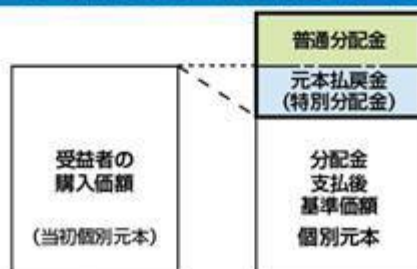 普通分配金
元本払戻金
(特別分配金)
受益者の
購入価額
(当初個別元本)
分配金
支払後
基準価額
個別元本